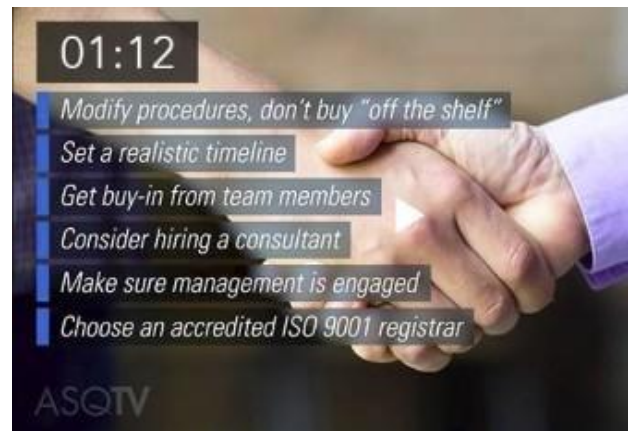 01:12
Modify procedures, don't buy "off the shelf"
Set a realistic timeline
Get buy-in from team members
Consider hiring a consultant
Make sure management is engaged
Choose an accredited ISO 9001 registrar
ASQTV